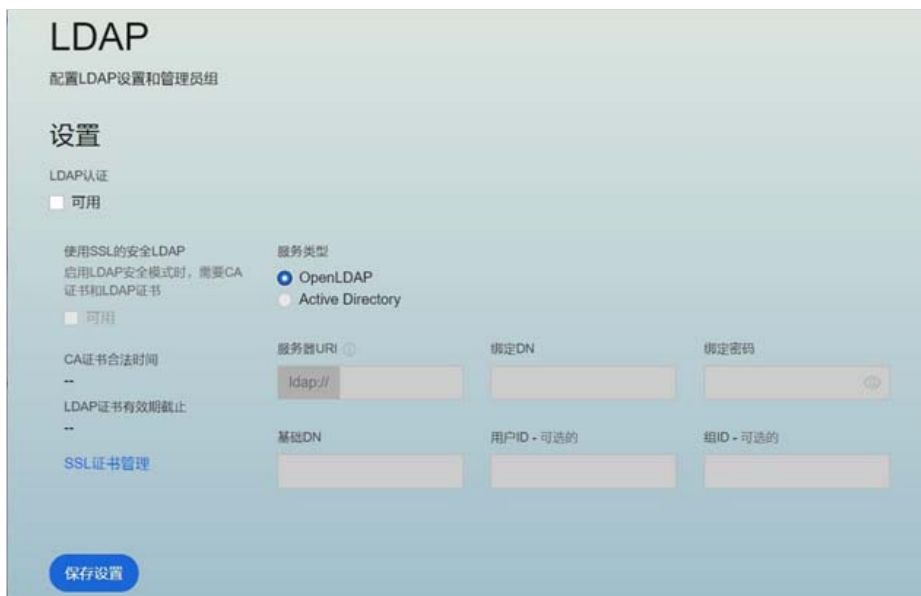 LDAP
配置LDAP设置和管理员组
设置
LDAP认证
可用
使用SSL的安全LDAP
启用LDAP安全模式时，需要CA
证书和LDAP证书
可用
CA证书合法时间
--
LDAP证书有效期截止
--
SSL证书管理
服务类型
OpenLDAP
Active Directory
服务器URI
绑定DN
绑定密码
ldap://
基础DN
用户ID - 可选的
组ID - 可选的
保存设置